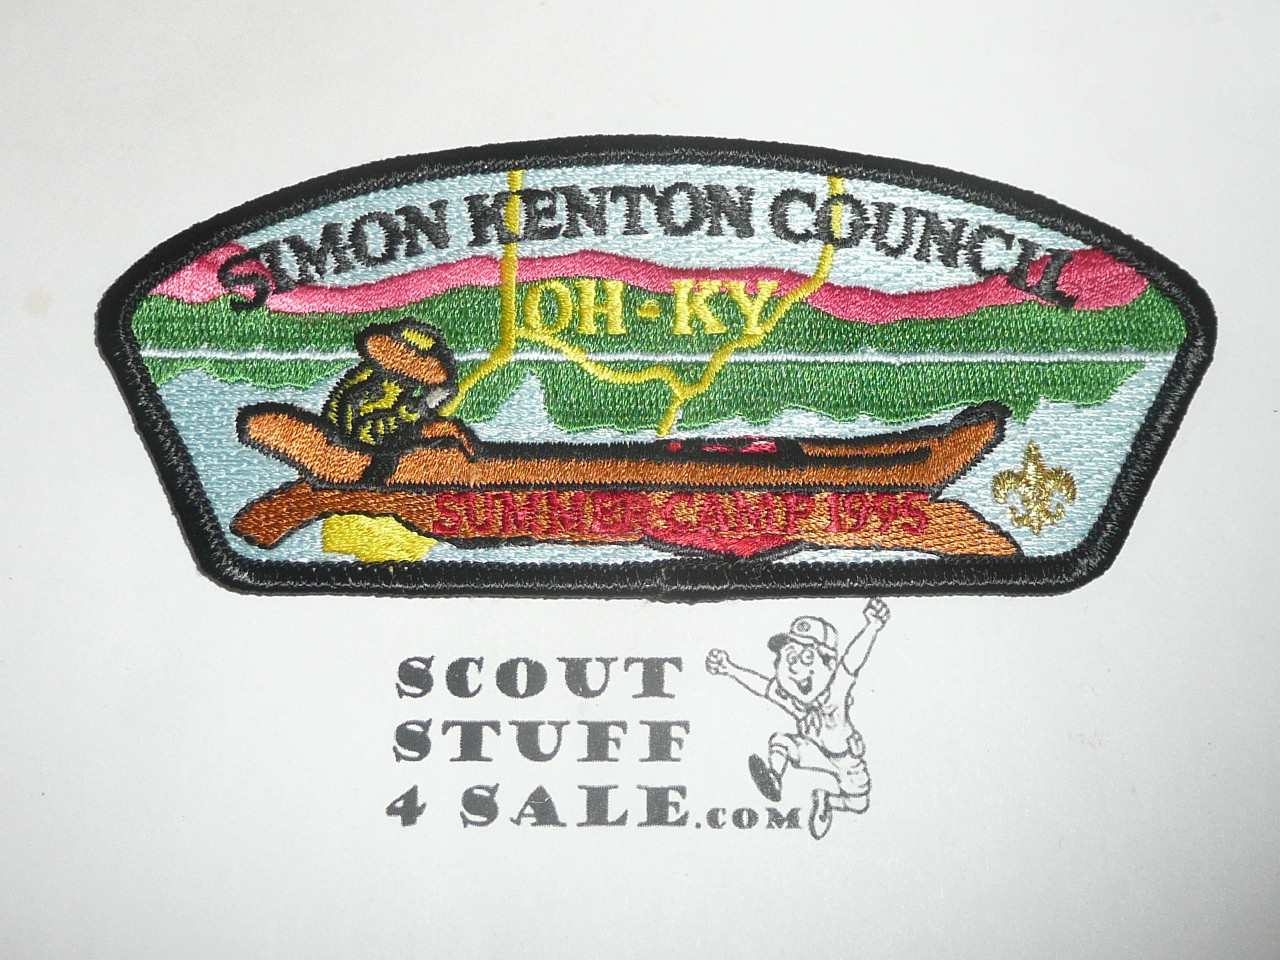 SIMON KENTON COUNCIL
OH - KY
SUMMER CAMP 1995
SCOUT
STUFF
4 SALE.COM